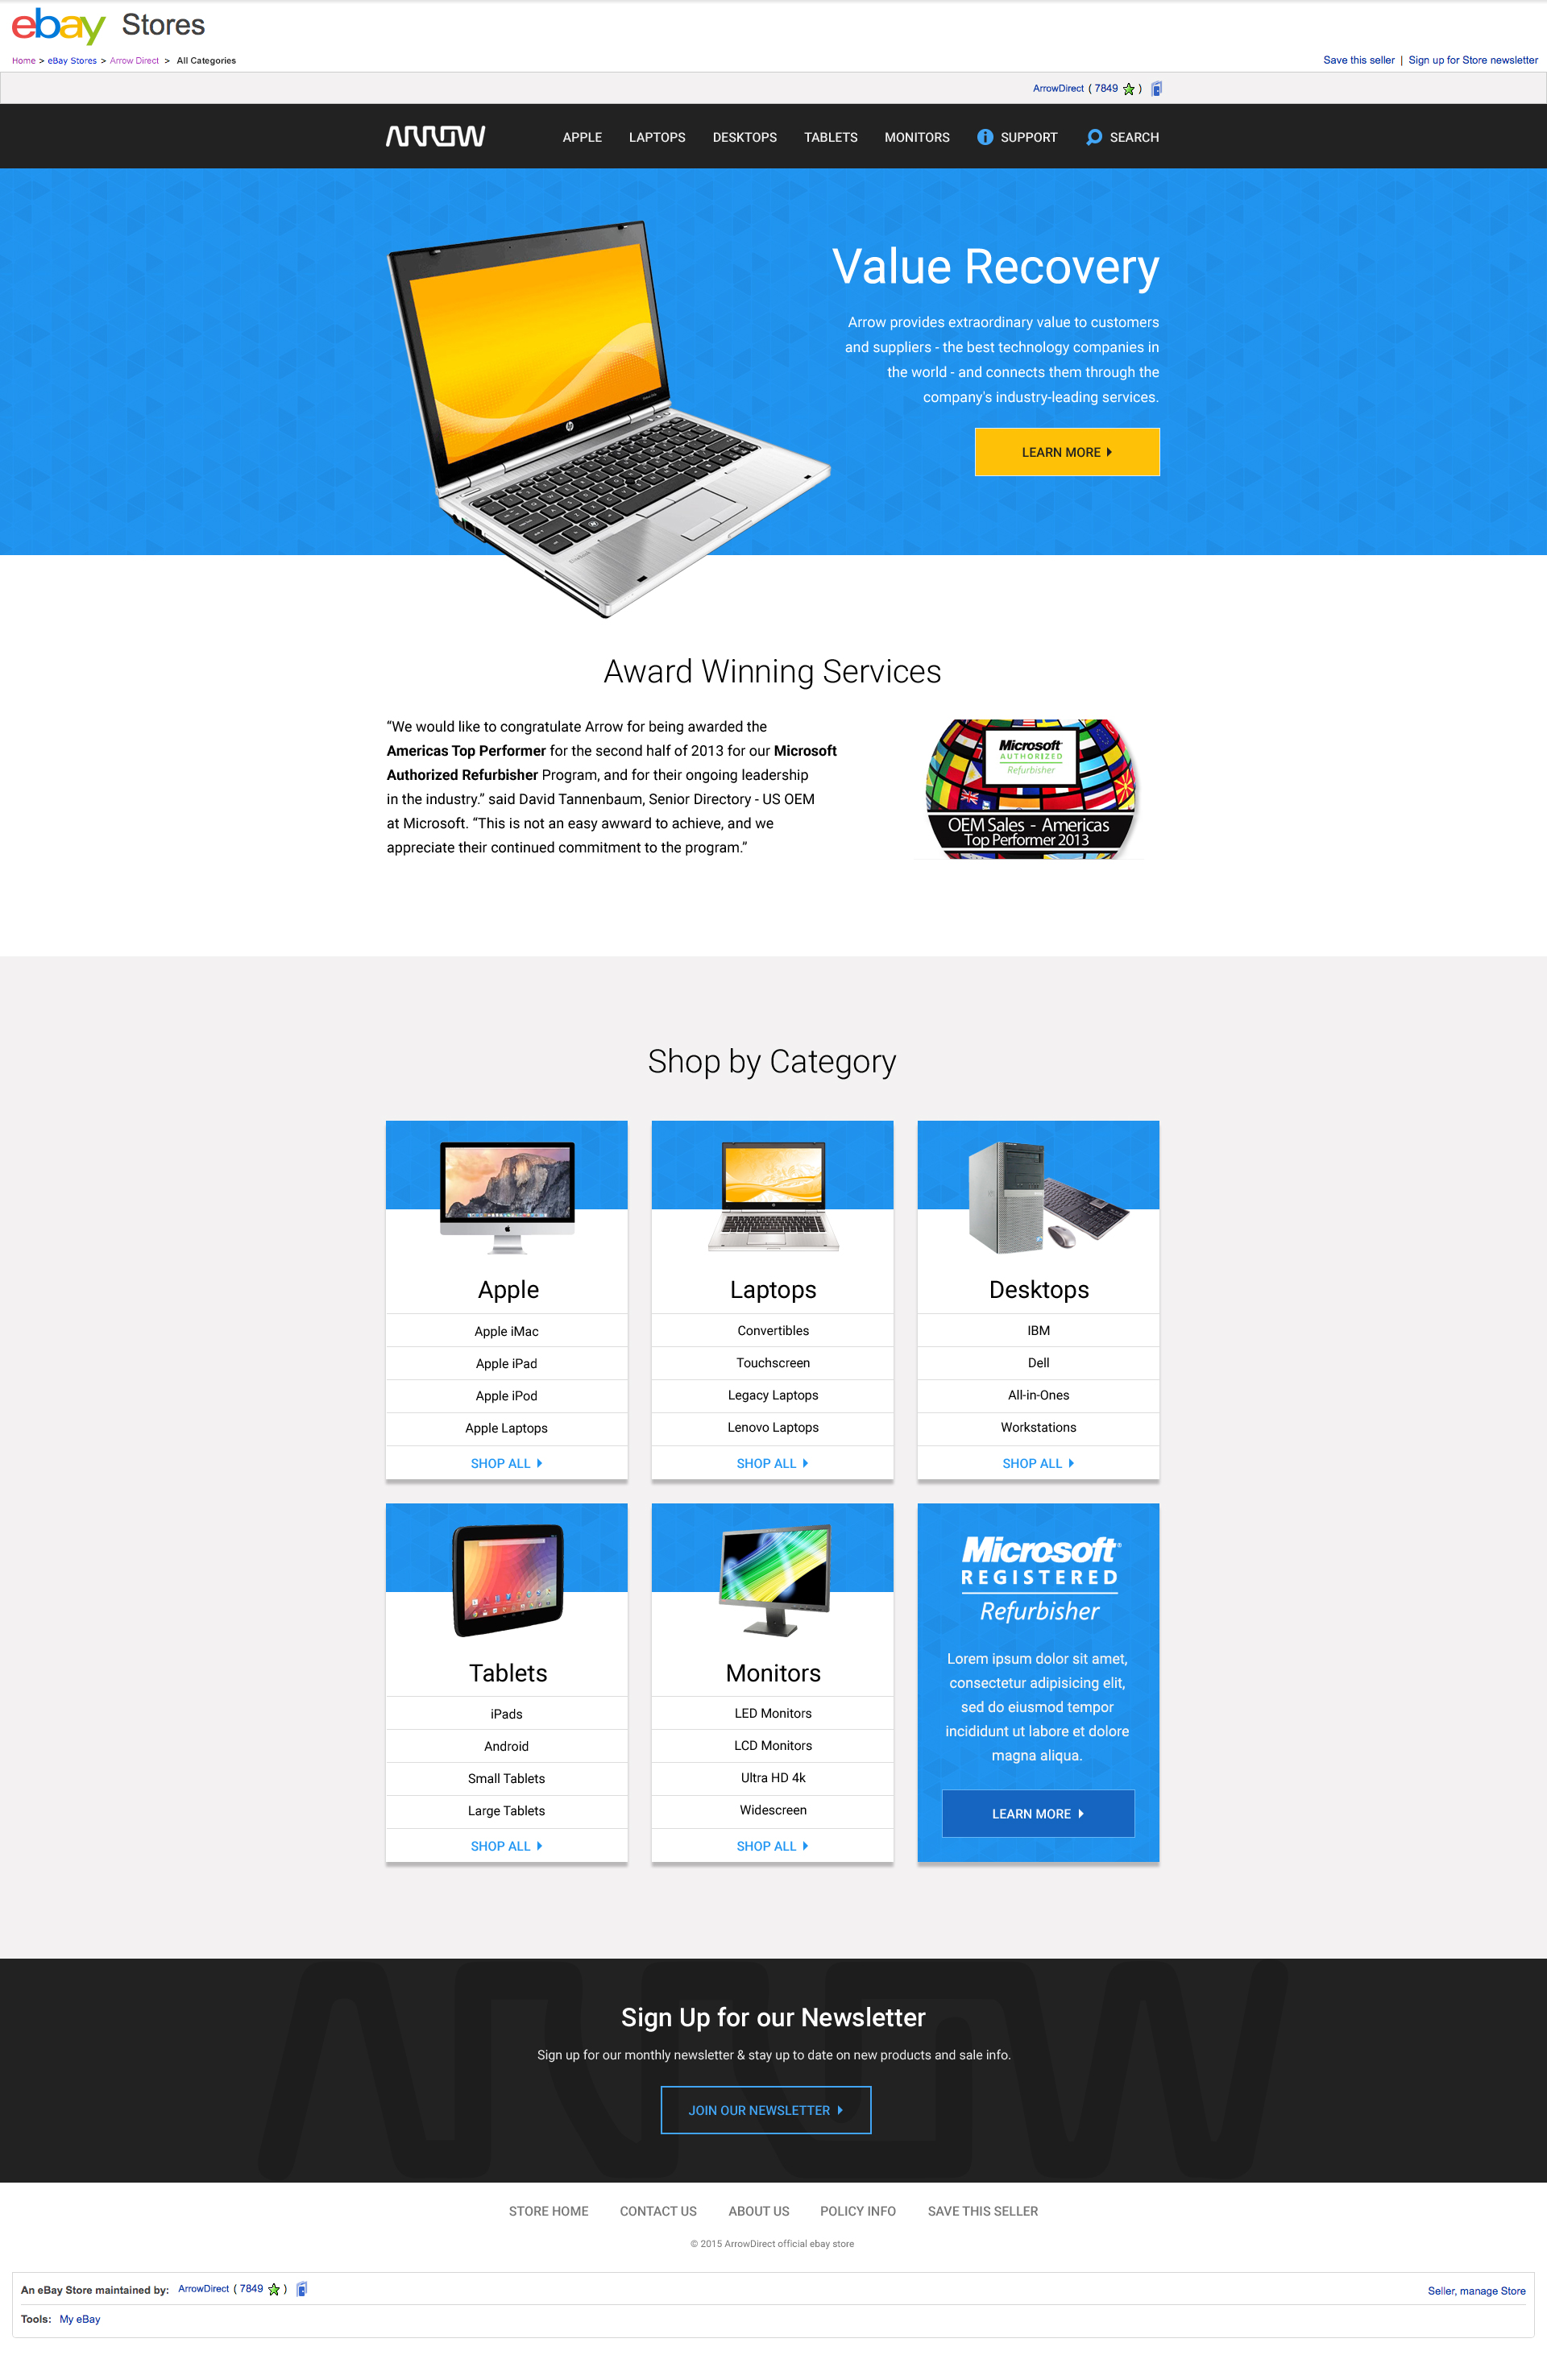 ebay Stores
Home > eBay Stores > Arrow Direct > All Categories
Save this seller | Sign up for Store newsletter
ArrowDirect ( 7849 )
ARROW
APPLE LAPTOPS DESKTOPS TABLETS MONITORS SUPPORT SEARCH
Value Recovery
Arrow provides extraordinary value to customers
and suppliers - the best technology companies in
the world - and connects them through the
company's industry-leading services.
LEARN MORE
hp
Award Winning Services
“We would like to congratulate Arrow for being awarded the
Americas Top Performer for the second half of 2013 for our Microsoft
Authorized Refurbisher Program, and for their ongoing leadership
in the industry.” said David Tannenbaum, Senior Directory - US OEM
at Microsoft. “This is not an easy awward to achieve, and we
appreciate their continued commitment to the program.”
Microsoft
AUTHORIZED
Refurbisher
OEM Sales - Americas
Top Performer 2013
Shop by Category
Apple
Apple iMac
Apple iPad
Apple iPod
Apple Laptops
SHOP ALL
Laptops
Convertibles
Touchscreen
Legacy Laptops
Lenovo Laptops
SHOP ALL
Desktops
IBM
Dell
All-in-Ones
Workstations
SHOP ALL
Tablets
iPads
Android
Small Tablets
Large Tablets
SHOP ALL
Monitors
LED Monitors
LCD Monitors
Ultra HD 4k
Widescreen
SHOP ALL
Microsoft®
REGISTERED
Refurbisher
Lorem ipsum dolor sit amet,
consectetur adipisicing elit,
sed do eiusmod tempor
incididunt ut labore et dolore
magna aliqua.
LEARN MORE
ARROW
Sign Up for our Newsletter
Sign up for our monthly newsletter & stay up to date on new products and sale info.
JOIN OUR NEWSLETTER
STORE HOME CONTACT US ABOUT US POLICY INFO SAVE THIS SELLER
© 2015 ArrowDirect official ebay store
An eBay Store maintained by: ArrowDirect ( 7849 )
Seller, manage Store
Tools: My eBay